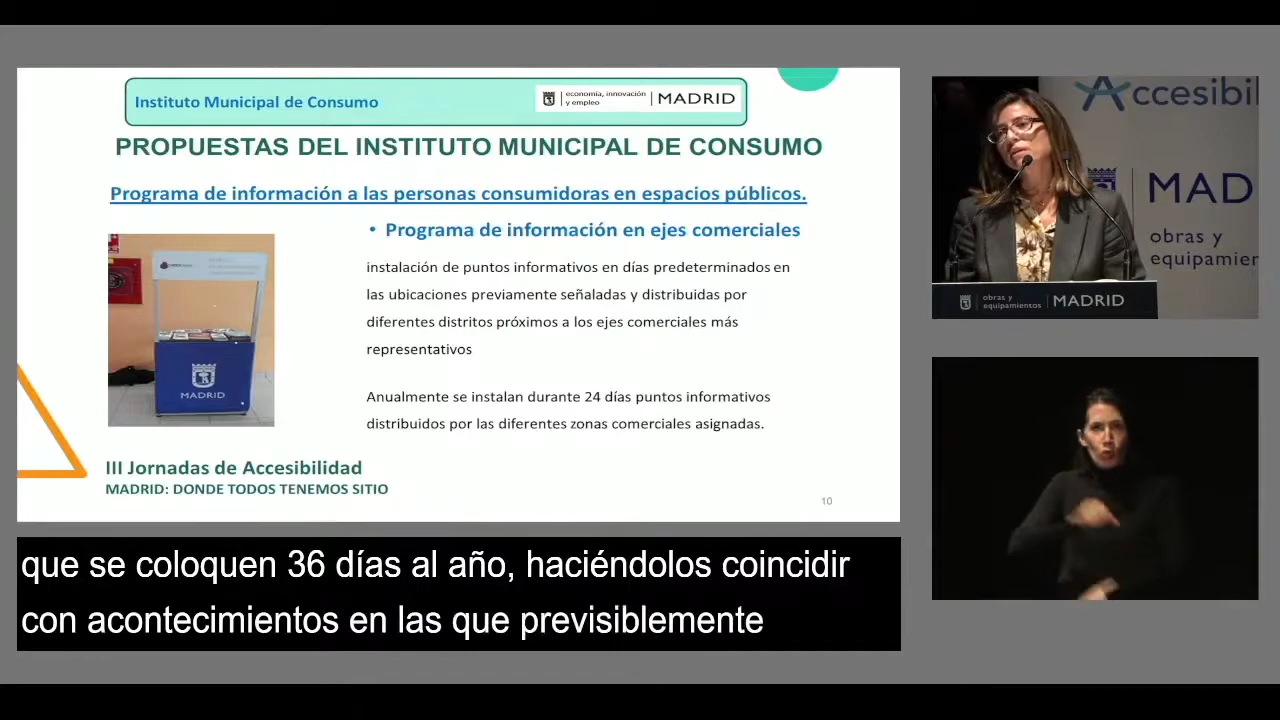 Instituto Municipal de Consumo
economía, innovación
y empleo
MADRID
PROPUESTAS DEL INSTITUTO MUNICIPAL DE CONSUMO
Programa de información a las personas consumidoras en espacios públicos.
• Programa de información en ejes comerciales
instalación de puntos informativos en días predeterminados en
las ubicaciones previamente señaladas y distribuidas por
diferentes distritos próximos a los ejes comerciales más
representativos
Anualmente se instalan durante 24 días puntos informativos
distribuidos por las diferentes zonas comerciales asignadas.
MADRID
III Jornadas de Accesibilidad
MADRID: DONDE TODOS TENEMOS SITIO
10
Accesibil
MAD
obras y
equipamier
obras y
equipamientos
MADRID
que se coloquen 36 días al año, haciéndolos coincidir
con acontecimientos en las que previsiblemente